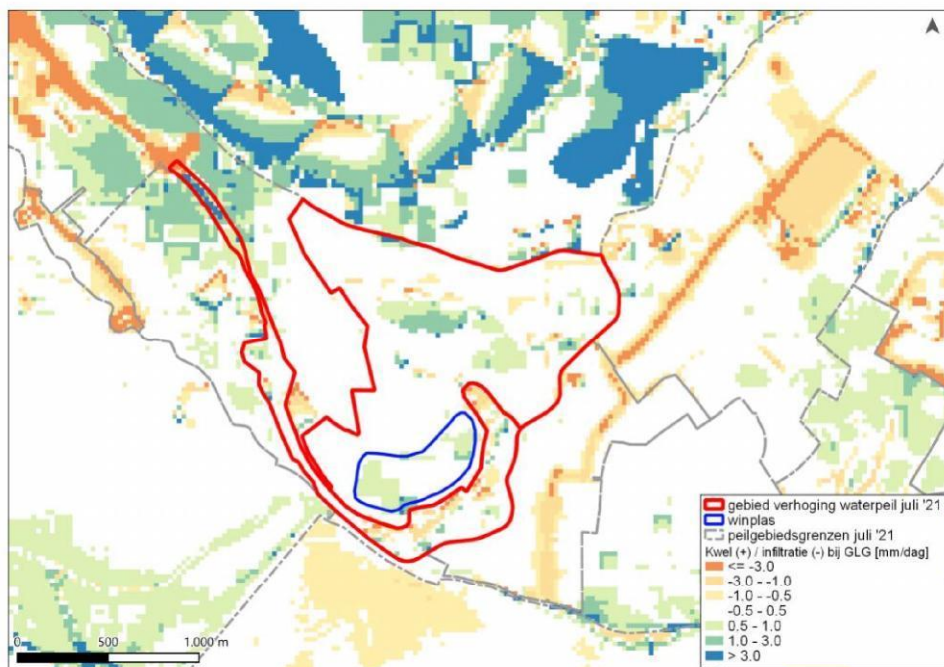 gebied verhoging waterpeil juli '21
winplas
peilgebiedsgrenzen juli '21
Kwel (+) / infiltratie (-) bij GLG [mm/dag]
<= -3.0
-3.0 - -1.0
-1.0 - -0.5
-0.5 - 0.5
0.5 - 1.0
1.0 - 3.0
> 3.0
0 500 1.000 m